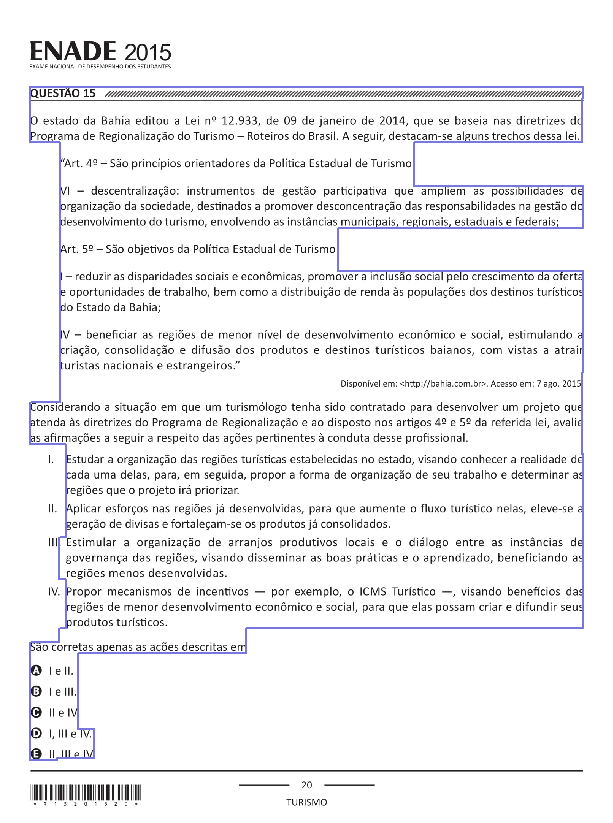 ENADE 2015
EXAME NACIONAL DE DESEMPENHO DOS ESTUDANTES
QUESTÃO 15
O estado da Bahia editou a Lei nº 12.933, de 09 de janeiro de 2014, que se baseia nas diretrizes do
Programa de Regionalização do Turismo – Roteiros do Brasil. A seguir, destacam-se alguns trechos dessa lei.
“Art. 4º – São princípios orientadores da Política Estadual de Turismo
VI – descentralização: instrumentos de gestão participativa que ampliem as possibilidades de
organização da sociedade, destinados a promover desconcentração das responsabilidades na gestão do
desenvolvimento do turismo, envolvendo as instâncias municipais, regionais, estaduais e federais;
Art. 5º – São objetivos da Política Estadual de Turismo
I – reduzir as disparidades sociais e econômicas, promover a inclusão social pelo crescimento da oferta
e oportunidades de trabalho, bem como a distribuição de renda às populações dos destinos turísticos
do Estado da Bahia;
IV – beneficiar as regiões de menor nível de desenvolvimento econômico e social, estimulando a
criação, consolidação e difusão dos produtos e destinos turísticos baianos, com vistas a atrair
turistas nacionais e estrangeiros.”
Disponível em: <http://bahia.com.br>. Acesso em: 7 ago. 2015
Considerando a situação em que um turismólogo tenha sido contratado para desenvolver um projeto que
atenda às diretrizes do Programa de Regionalização e ao disposto nos artigos 4º e 5º da referida lei, avalie
as afirmações a seguir a respeito das ações pertinentes à conduta desse profissional.
I. Estudar a organização das regiões turísticas estabelecidas no estado, visando conhecer a realidade de
cada uma delas, para, em seguida, propor a forma de organização de seu trabalho e determinar as
regiões que o projeto irá priorizar.
II. Aplicar esforços nas regiões já desenvolvidas, para que aumente o fluxo turístico nelas, eleve-se a
geração de divisas e fortaleçam-se os produtos já consolidados.
III. Estimular a organização de arranjos produtivos locais e o diálogo entre as instâncias de
governança das regiões, visando disseminar as boas práticas e o aprendizado, beneficiando as
regiões menos desenvolvidas.
IV. Propor mecanismos de incentivos — por exemplo, o ICMS Turístico —, visando benefícios das
regiões de menor desenvolvimento econômico e social, para que elas possam criar e difundir seus
produtos turísticos.
São corretas apenas as ações descritas em
A I e II.
B I e III.
C II e IV
D I, III e IV.
E II, III e IV
20
TURISMO